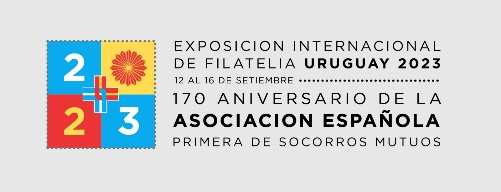 2
2 3
EXPOSICION INTERNACIONAL
DE FILATELIA URUGUAY 2023
12 AL 16 DE SETIEMBRE
170 ANIVERSARIO DE LA
ASOCIACION ESPAÑOLA
PRIMERA DE SOCORROS MUTUOS